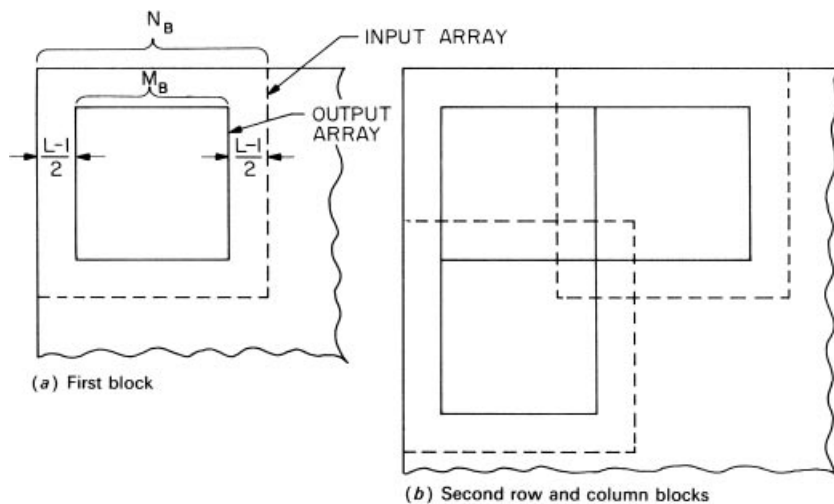 N_B
INPUT ARRAY
M_B
OUTPUT ARRAY
L-1
2
L-1
2
(a) First block
(b) Second row and column blocks